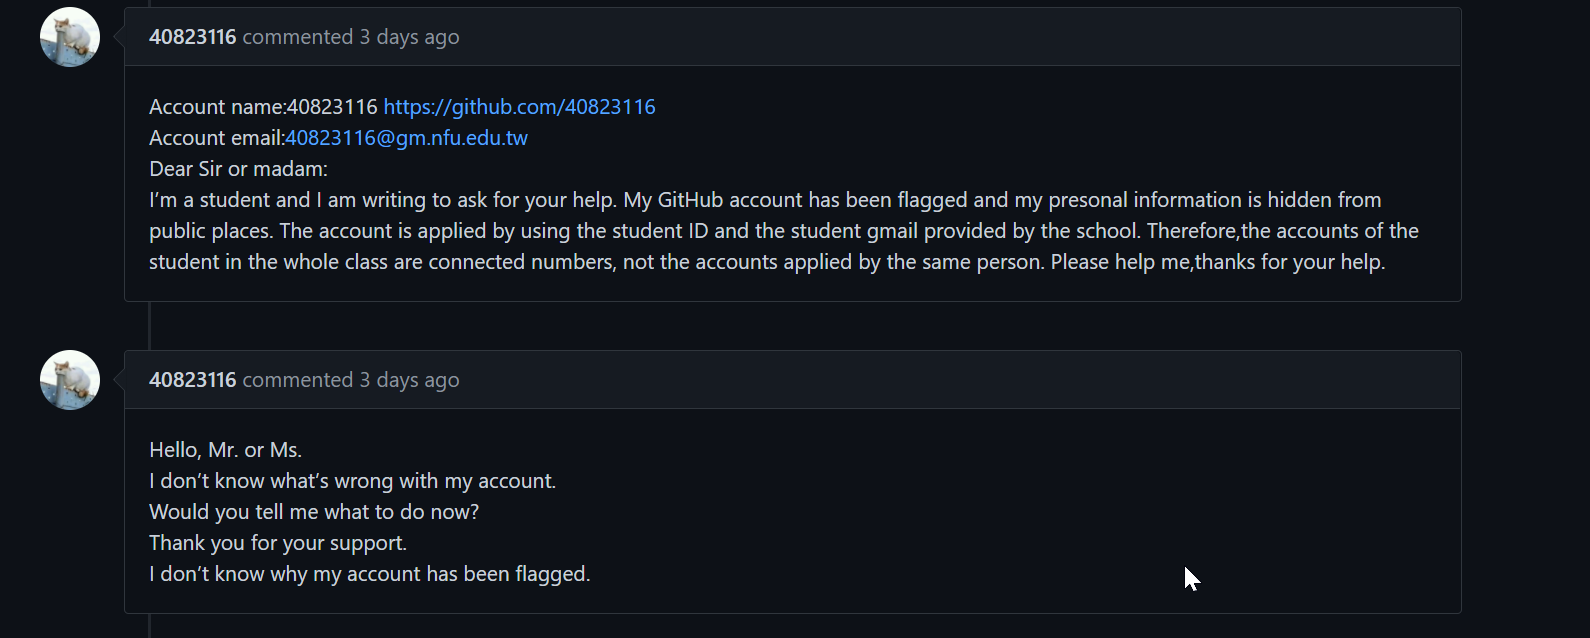 40823116 commented 3 days ago
Account name:40823116 https://github.com/40823116
Account email:40823116@gm.nfu.edu.tw
Dear Sir or madam:
I’m a student and I am writing to ask for your help. My GitHub account has been flagged and my presonal information is hidden from
public places. The account is applied by using the student ID and the student gmail provided by the school. Therefore,the accounts of the
student in the whole class are connected numbers, not the accounts applied by the same person. Please help me,thanks for your help.
40823116 commented 3 days ago
Hello, Mr. or Ms.
I don’t know what’s wrong with my account.
Would you tell me what to do now?
Thank you for your support.
I don’t know why my account has been flagged.